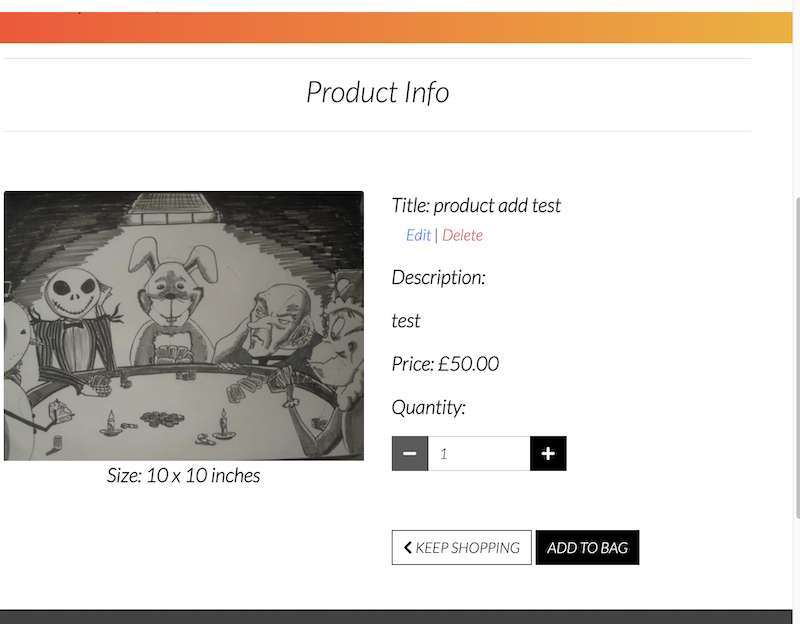 Product Info
Title: product add test
Edit | Delete
Description:
test
Price: £50.00
Quantity:
1
Size: 10 x 10 inches
KEEP SHOPPING
ADD TO BAG